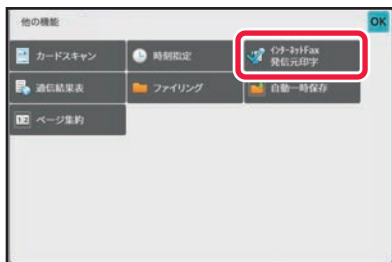 他の機能
OK
カードスキャン
時刻指定
インターネットFax
発信元印字
通信結果表
ファイリング
自動一時保存
ページ集約